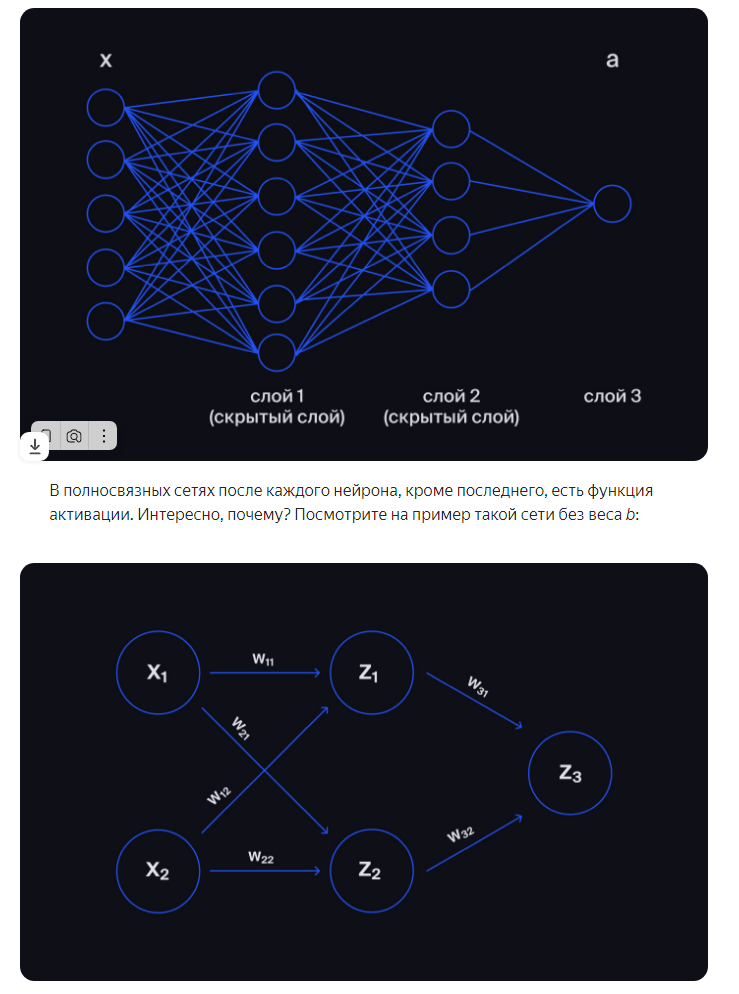 x
a
слой 1
(скрытый слой)
слой 2
(скрытый слой)
слой 3
В полносвязных сетях после каждого нейрона, кроме последнего, есть функция
активации. Интересно, почему? Посмотрите на пример такой сети без веса b:
X₁
W₁₁
Z₁
W₃₁
W₂₁
Z₃
W₁₂
W₃₂
X₂
W₂₂
Z₂